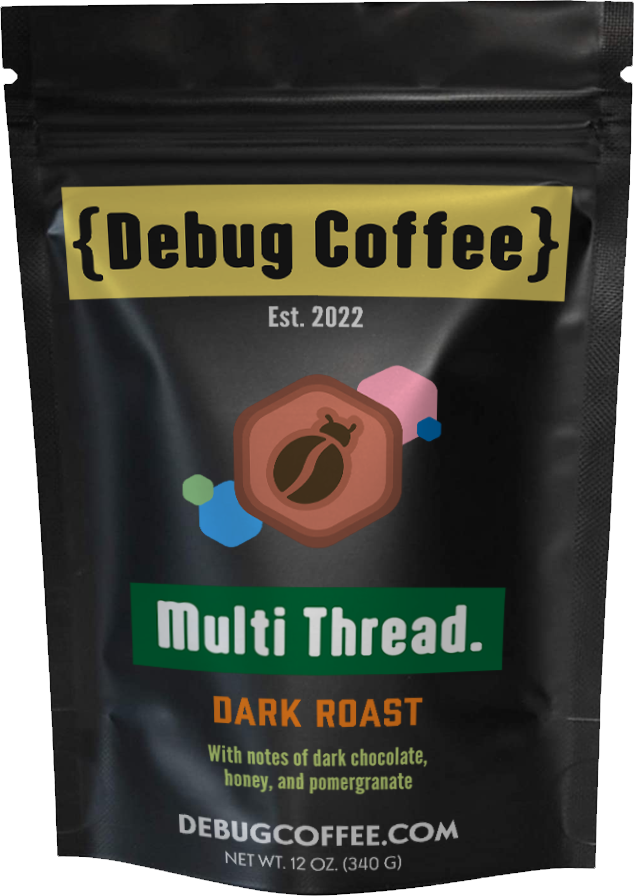 {Debug Coffee}
Est. 2022
Multi Thread.
DARK ROAST
With notes of dark chocolate,
honey, and pomergranate
DEBUGCOFFEE.COM
NET WT. 12 OZ. (340 G)